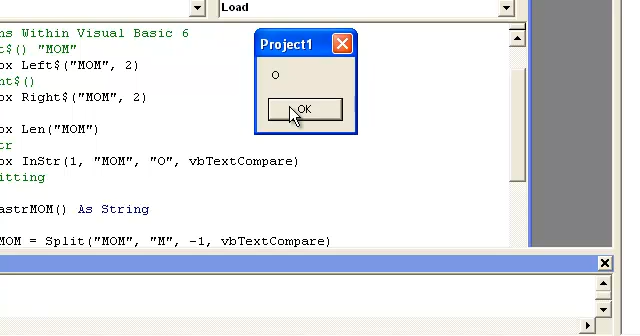 Load
ns Within Visual Basic 6
t$() "MOM"
ox Left$("MOM", 2)
nt$()
ox Right$("MOM", 2)
ox Len("MOM")
tr
ox InStr(1, "MOM", "O", vbTextCompare)
itting
astrMOM() As String
MOM = Split("MOM", "M", -1, vbTextCompare)
Project1
O
OK